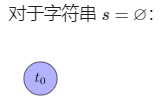 对于字符串 s = ∅：
t₀